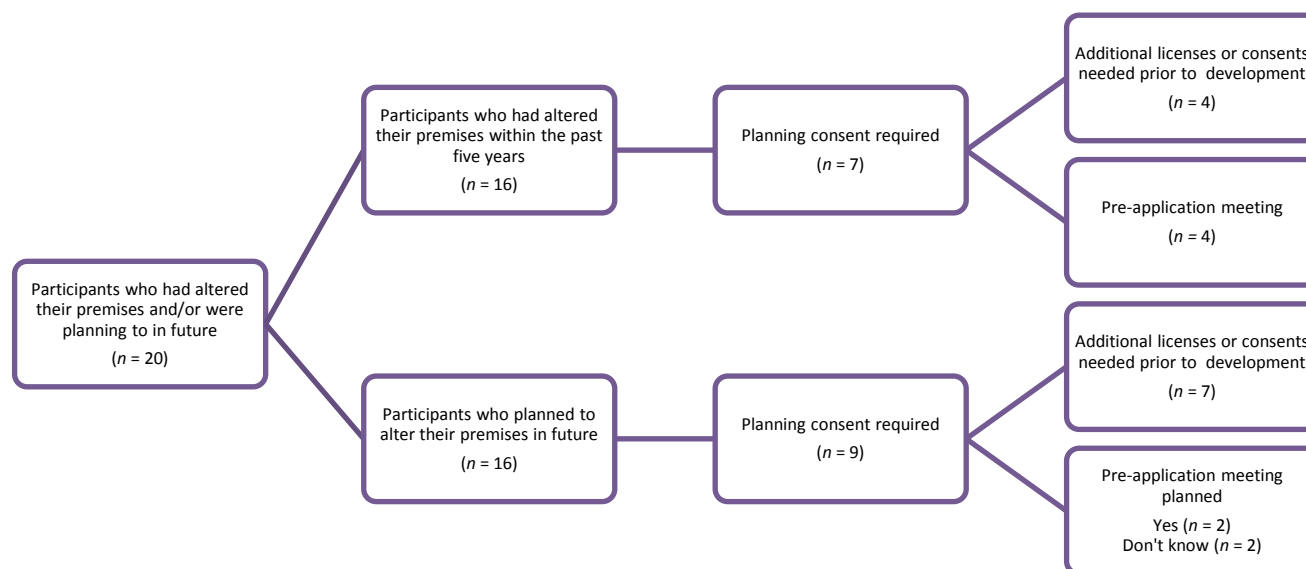 Participants who had altered
their premises and/or were
planning to in future
(n = 20)
Participants who had altered
their premises within the past
five years
(n = 16)
Planning consent required
(n = 7)
Additional licenses or consents
needed prior to development
(n = 4)
Pre-application meeting
(n = 4)
Participants who planned to
alter their premises in future
(n = 16)
Planning consent required
(n = 9)
Additional licenses or consents
needed prior to development
(n = 7)
Pre-application meeting
planned
Yes (n = 2)
Don't know (n = 2)